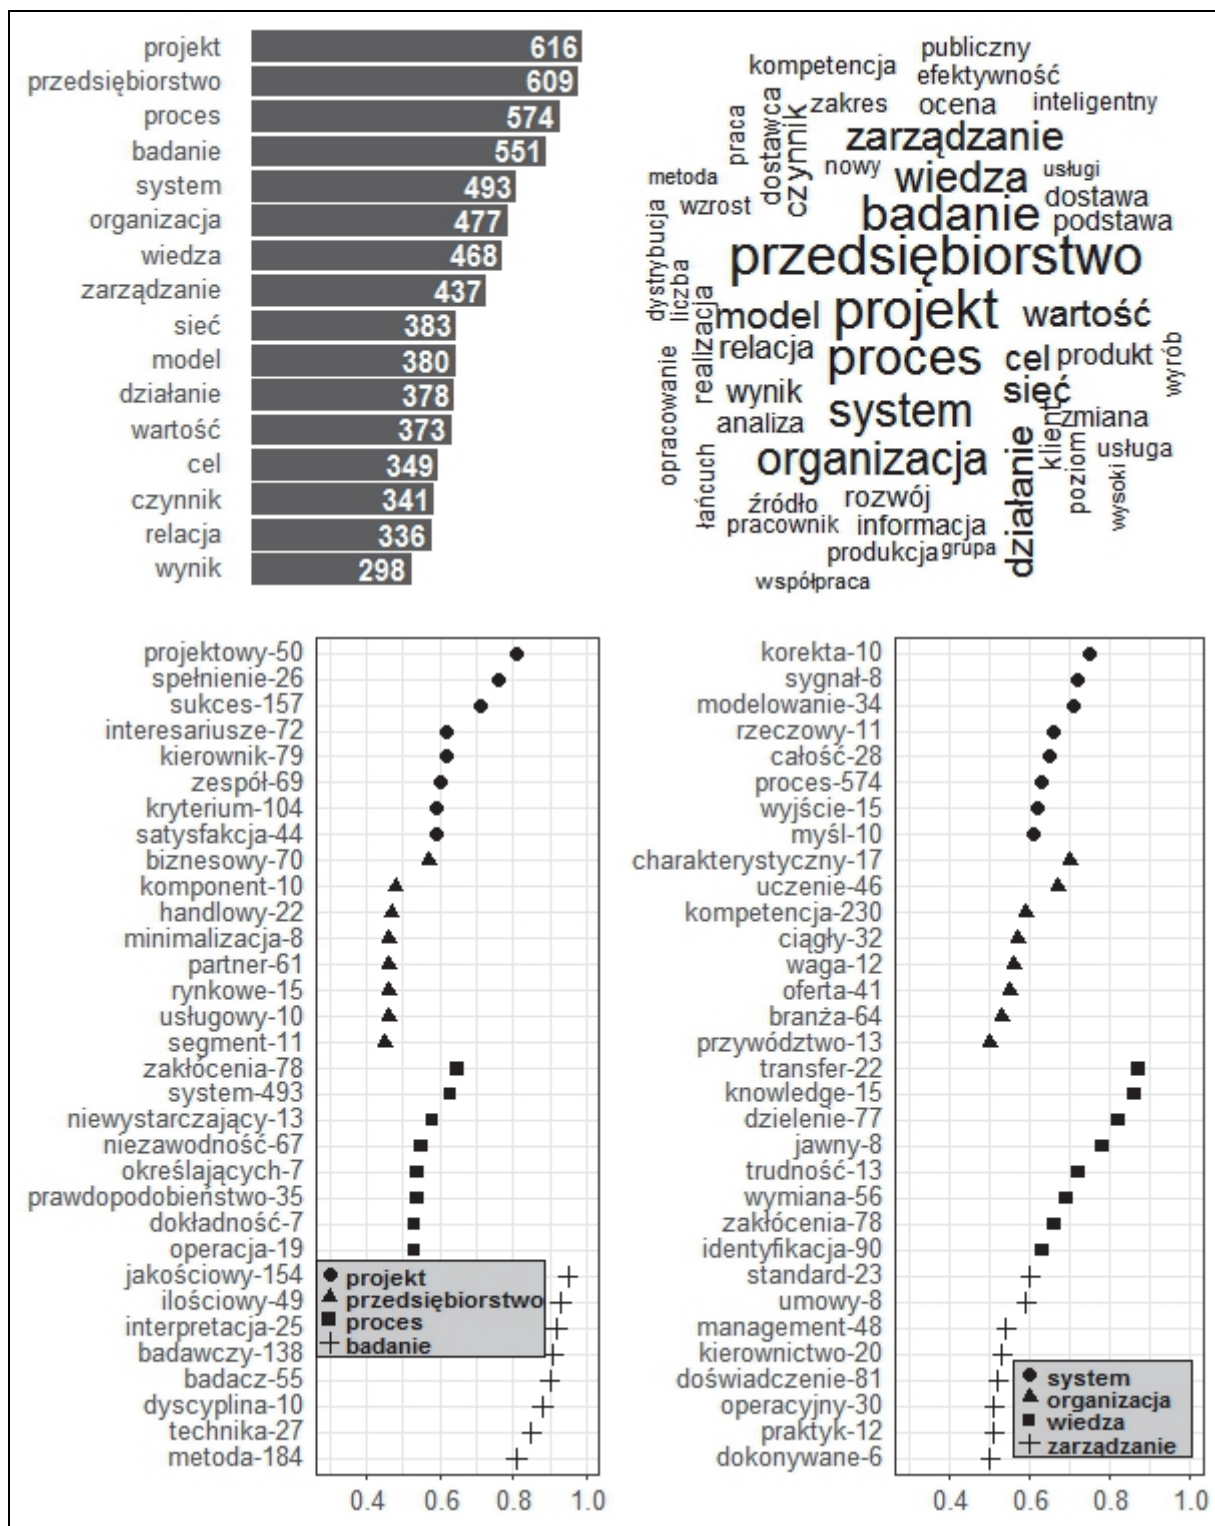 projekt 616
przedsiębiorstwo 609
proces 574
badanie 551
system 493
organizacja 477
wiedza 468
zarządzanie 437
sieć 383
model 380
działanie 378
wartość 373
cel 349
czynnik 341
relacja 336
wynik 298
publiczny
kompetencja
efektywność
praca
dostawca
czynnik
zakres
ocena
inteligentny
zarządzanie
metoda
nowy
wiedza
usługi
wzrost
badanie
dostawa
podstawa
dystrybucja
liczba
przedsiębiorstwo
realizacja
model
projekt
wartość
relacja
proces
cel
produkt
wyrób
opracowanie
wynik
sieć
analiza
system
klient
zmiana
łańcuch
organizacja
działanie
poziom
usługa
wysoki
źródło
rozwój
pracownik
informacja
produkcja
grupa
współpraca
projektowy-50
spełnienie-26
sukces-157
interesariusze-72
kierownik-79
zespół-69
kryterium-104
satysfakcja-44
biznesowy-70
komponent-10
handlowy-22
minimalizacja-8
partner-61
rynkowe-15
usługowy-10
segment-11
zakłócenia-78
system-493
niewystarczający-13
niezawodność-67
określających-7
prawdopodobieństwo-35
dokładność-7
operacja-19
jakościowy-154
ilościowy-49
interpretacja-25
badawczy-138
badacz-55
dyscyplina-10
technika-27
metoda-184
projekt
przedsiębiorstwo
proces
badanie
0.4 0.6 0.8 1.0
korekta-10
sygnał-8
modelowanie-34
rzeczowy-11
całość-28
proces-574
wyjście-15
myśl-10
charakterystyczny-17
uczenie-46
kompetencja-230
ciągły-32
waga-12
oferta-41
branża-64
przywództwo-13
transfer-22
knowledge-15
dzielenie-77
jawny-8
trudność-13
wymiana-56
zakłócenia-78
identyfikacja-90
standard-23
umowy-8
management-48
kierownictwo-20
doświadczenie-81
operacyjny-30
praktyk-12
dokonywane-6
system
organizacja
wiedza
zarządzanie
0.4 0.6 0.8 1.0